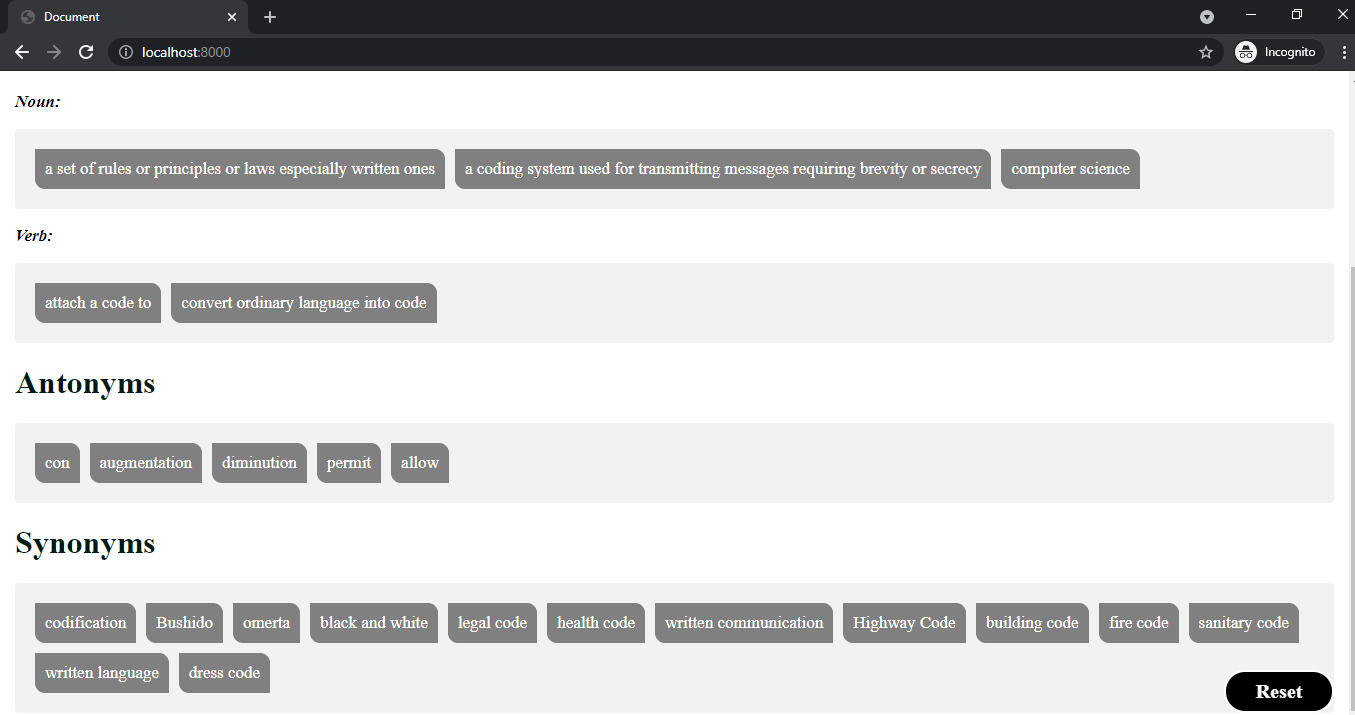 Document
localhost:8000
Incognito
Noun:
a set of rules or principles or laws especially written ones a coding system used for transmitting messages requiring brevity or secrecy computer science
Verb:
attach a code to convert ordinary language into code
Antonyms
con augmentation diminution permit allow
Synonyms
codification Bushido omerta black and white legal code health code written communication Highway Code building code fire code sanitary code
written language dress code
Reset